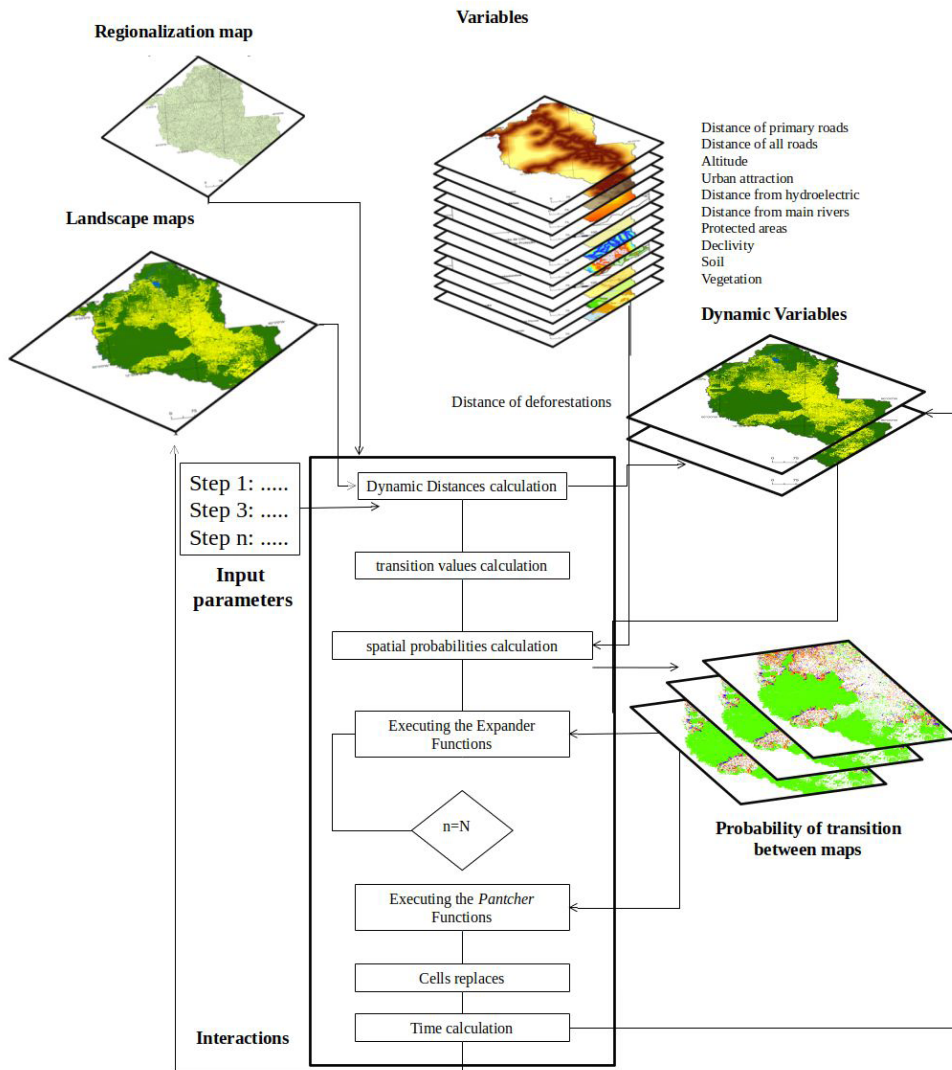 Variables
Regionalization map
Distance of primary roads
Distance of all roads
Altitude
Urban attraction
Distance from hydroelectric
Distance from main rivers
Protected areas
Declivity
Soil
Vegetation
Landscape maps
Dynamic Variables
Distance of deforestations
Step 1: .....
Step 3: .....
Step n: .....
Input
parameters
Dynamic Distances calculation
transition values calculation
spatial probabilities calculation
Executing the Expander
Functions
n=N
Probability of transition
between maps
Executing the Pantcher
Functions
Cells replaces
Time calculation
Interactions